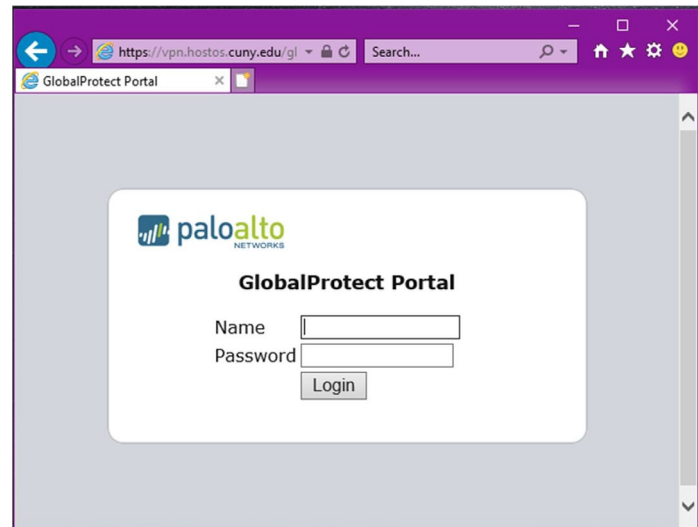 https://vpn.hostos.cuny.edu/gl
Search...
GlobalProtect Portal
paloalto
NETWORKS
GlobalProtect Portal
Name
Password
Login